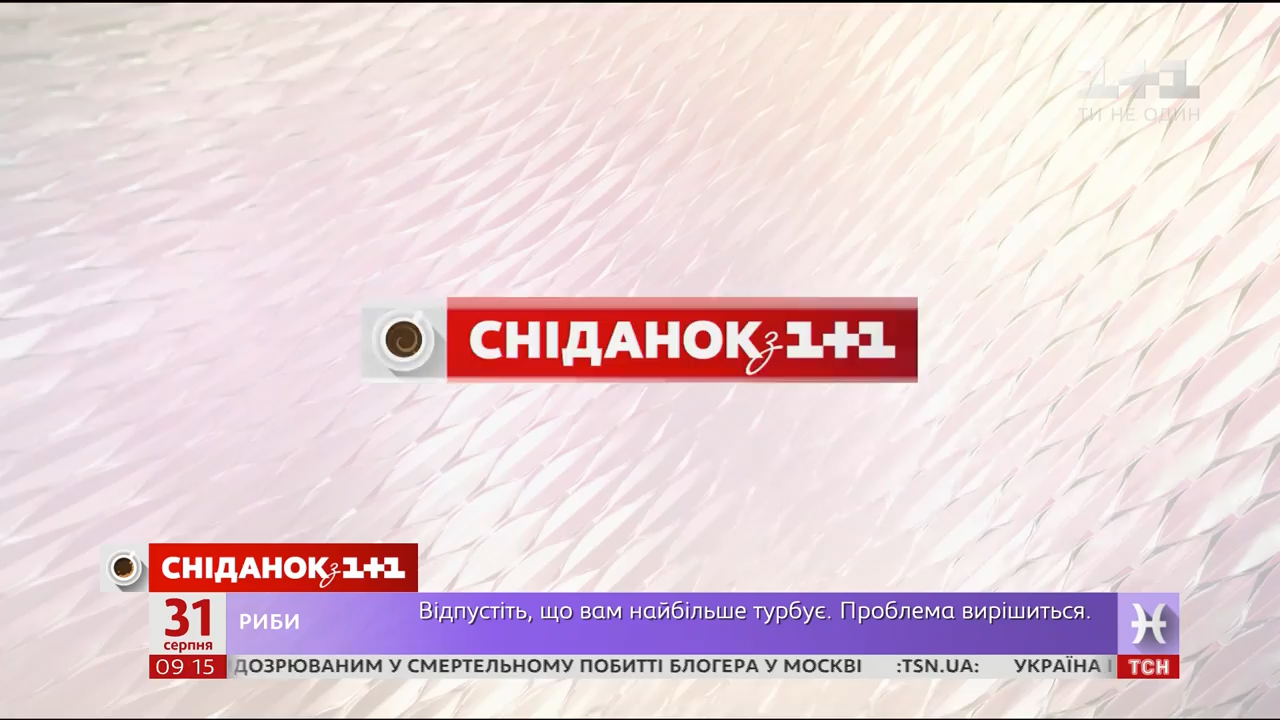 1+1
ТИ НЕ ОДИН
СНІДАНОК з 1+1
СНІДАНОК з 1+1
31
серпня
РИБИ
Відпустіть, що вам найбільше турбує. Проблема вирішиться.
09 15
ДОЗРЮВАНИМ У СМЕРТЕЛЬНОМУ ПОБИТТІ БЛОГЕРА У МОСКВІ :TSN.UA: УКРАЇНА І
ТСН